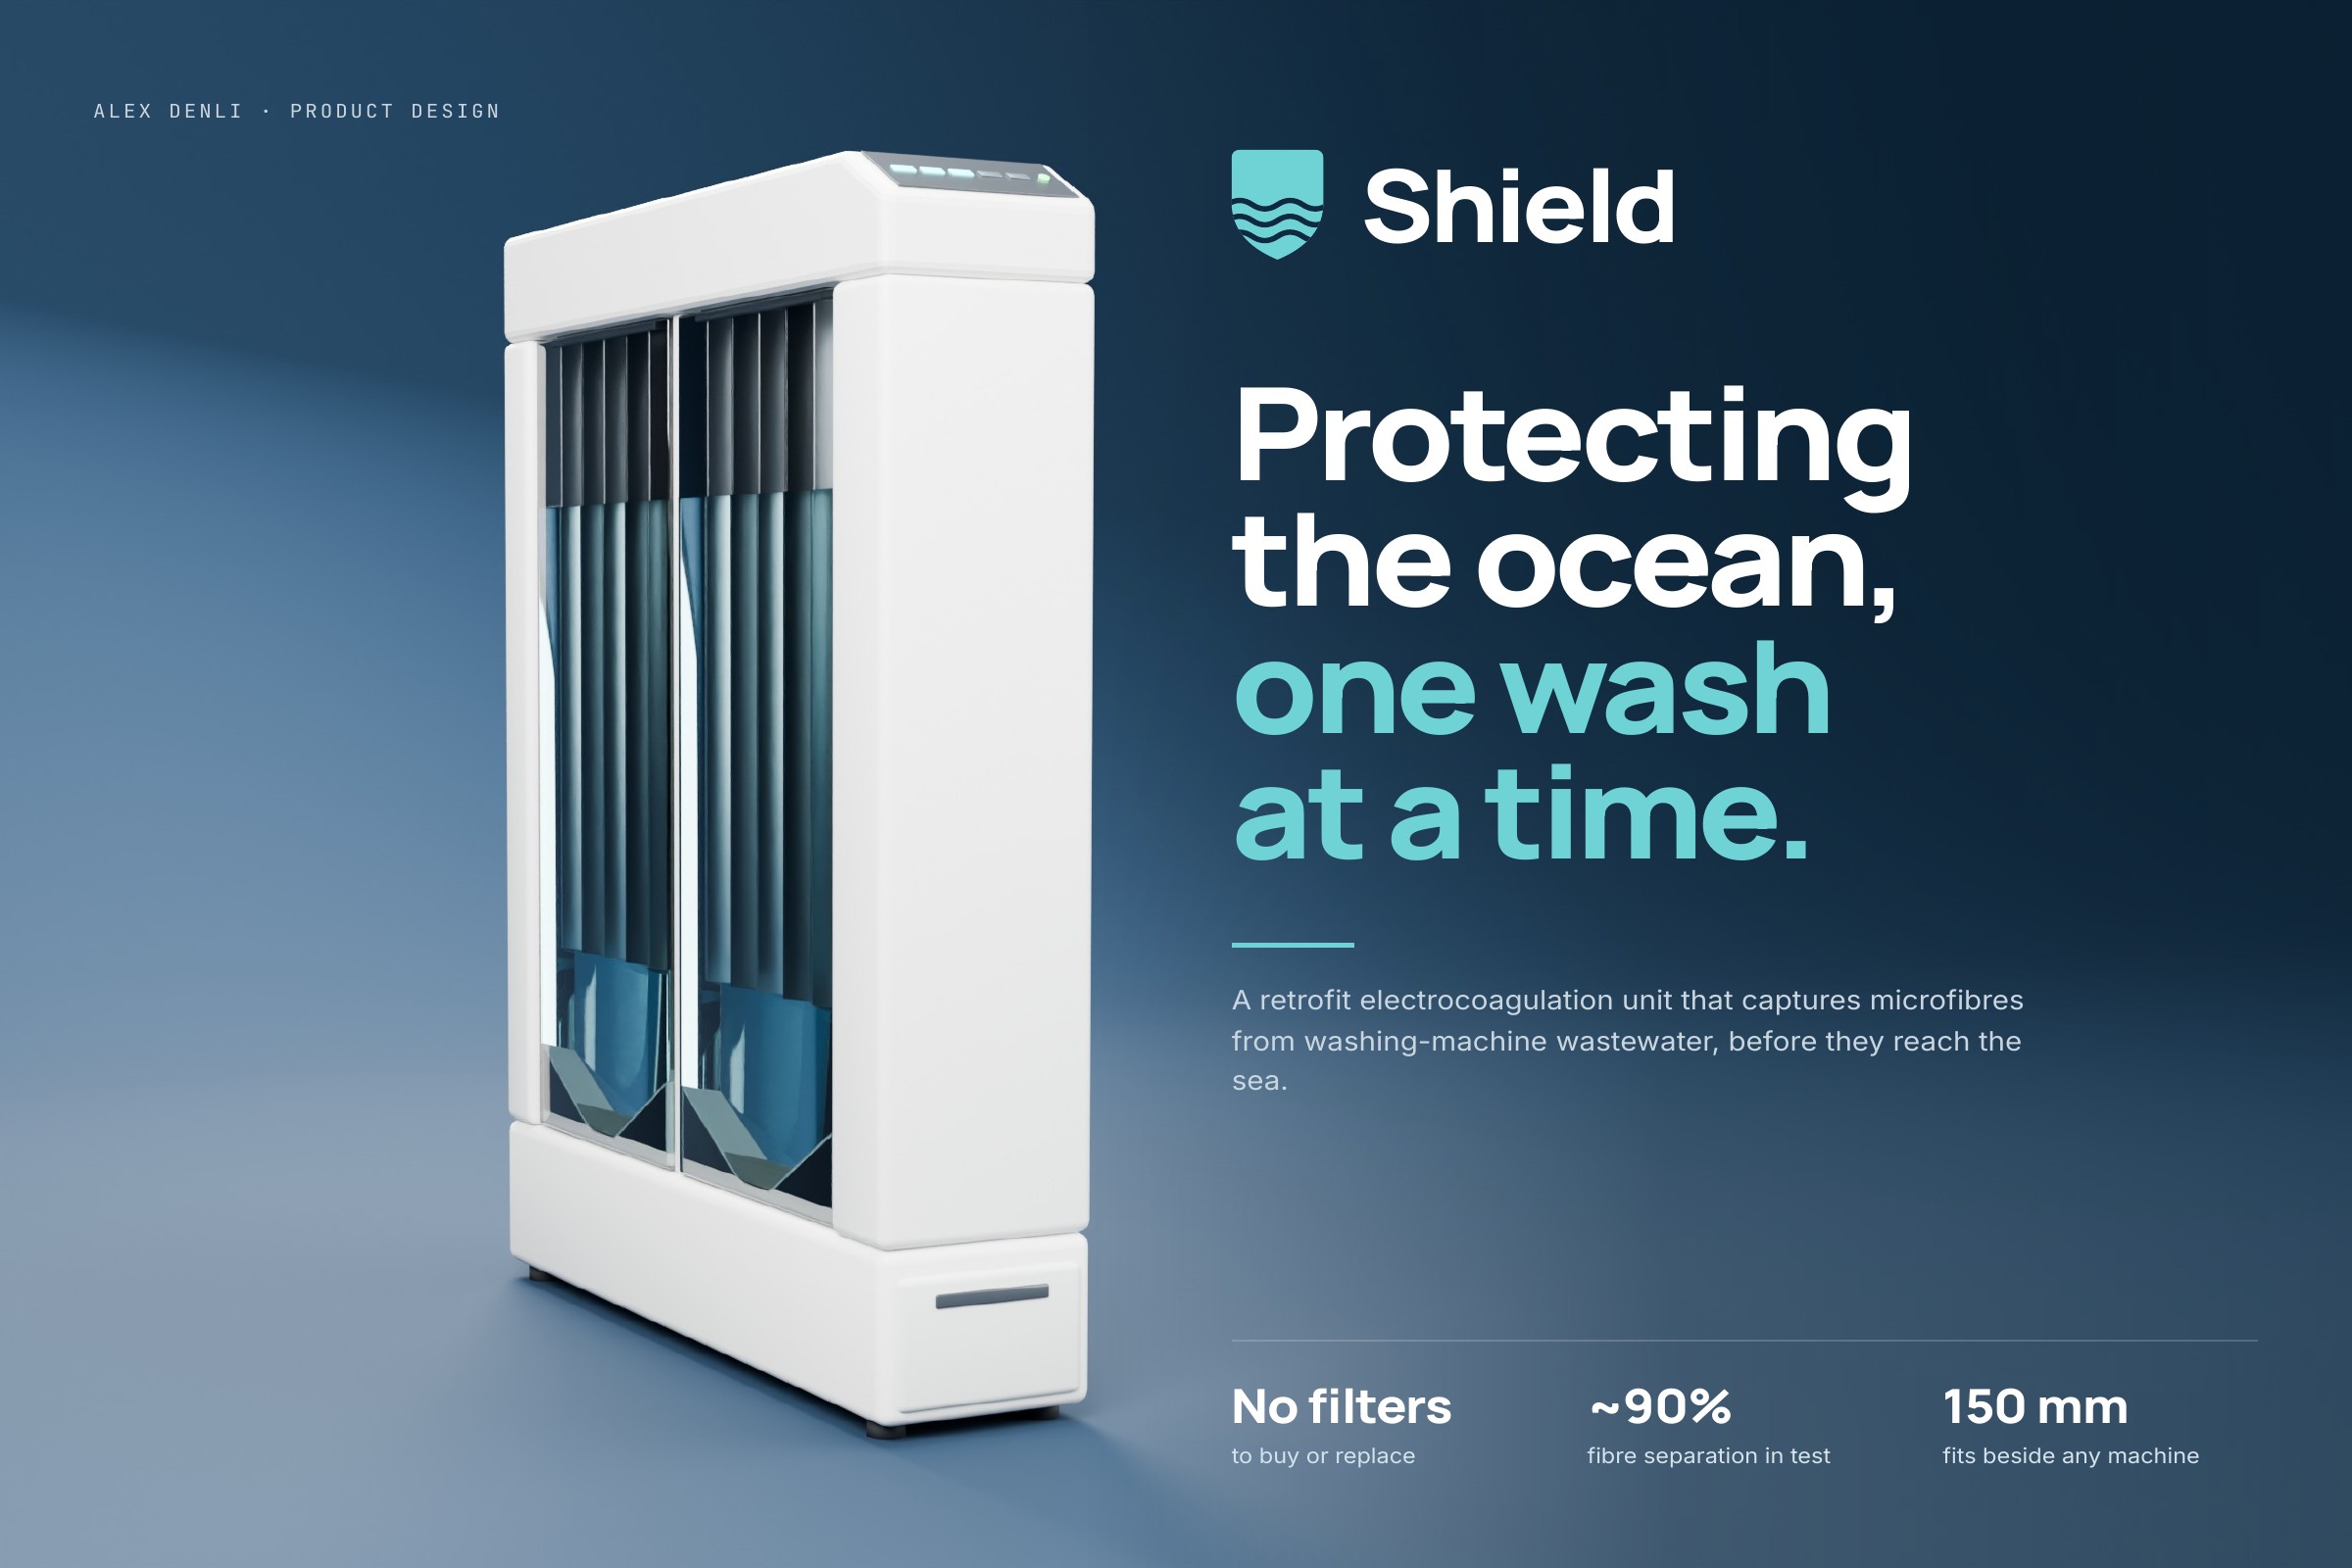 ALEX DENLI · PRODUCT DESIGN
Shield
Protecting
the ocean,
one wash
at a time.
A retrofit electrocoagulation unit that captures microfibres
from washing-machine wastewater, before they reach the
sea.
No filters
to buy or replace
~90%
fibre separation in test
150 mm
fits beside any machine